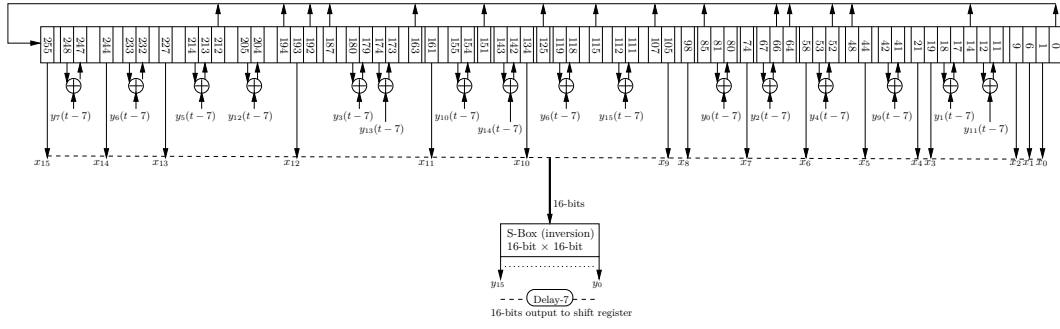 255 248 247 244 233 232 227 214 213 212 205 204 194 193 192 187 180 179 174 173 163 161 155 154 151 143 142 134 125 119 118 115 112 111 107 105 98 85 81 80 74 67 66 64 58 53 52 48 44 42 41 21 19 18 17 14 12 11 9 6 1 0
y7(t−7) y6(t−7) y5(t−7) y12(t−7) y3(t−7) y10(t−7) y6(t−7) y15(t−7) y0(t−7) y2(t−7) y4(t−7) y9(t−7) y1(t−7)
y13(t−7) y14(t−7) y11(t−7)
x15 x14 x13 x12 x11 x10 x9 x8 x7 x6 x5 x4 x3 x2 x1 x0
16-bits
S-Box (inversion)
16-bit × 16-bit
y15 y0
Delay-7
16-bits output to shift register